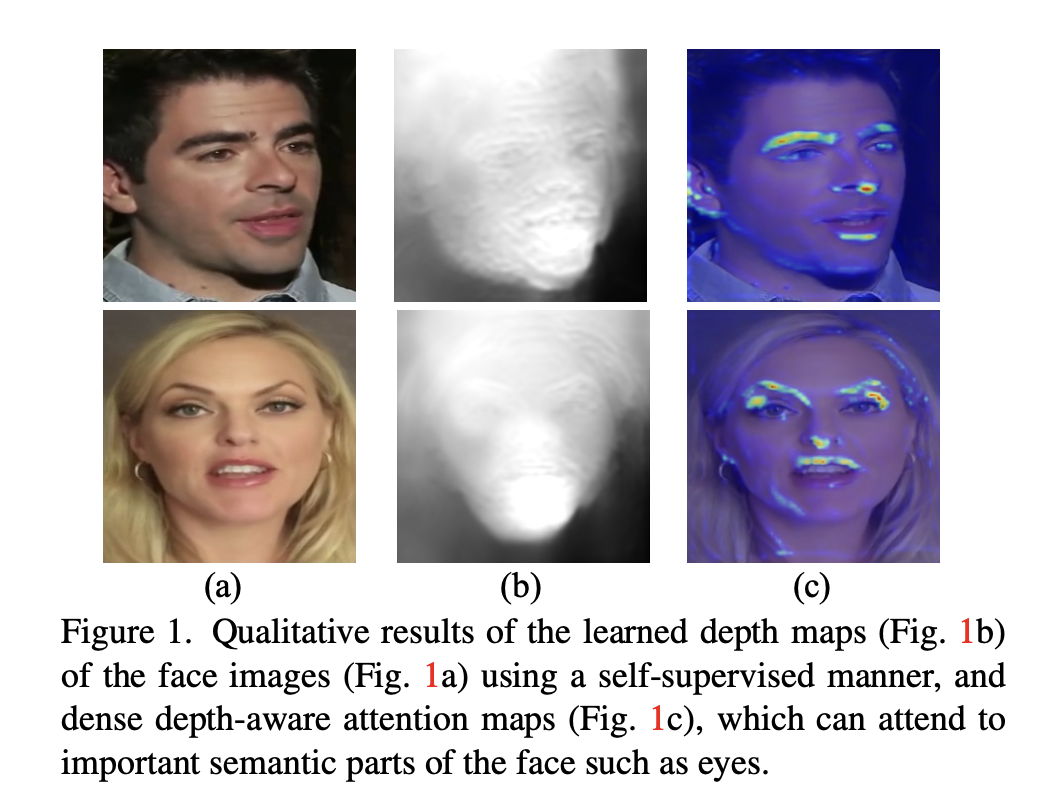 (a) (b) (c)
Figure 1. Qualitative results of the learned depth maps (Fig. 1b)
of the face images (Fig. 1a) using a self-supervised manner, and
dense depth-aware attention maps (Fig. 1c), which can attend to
important semantic parts of the face such as eyes.